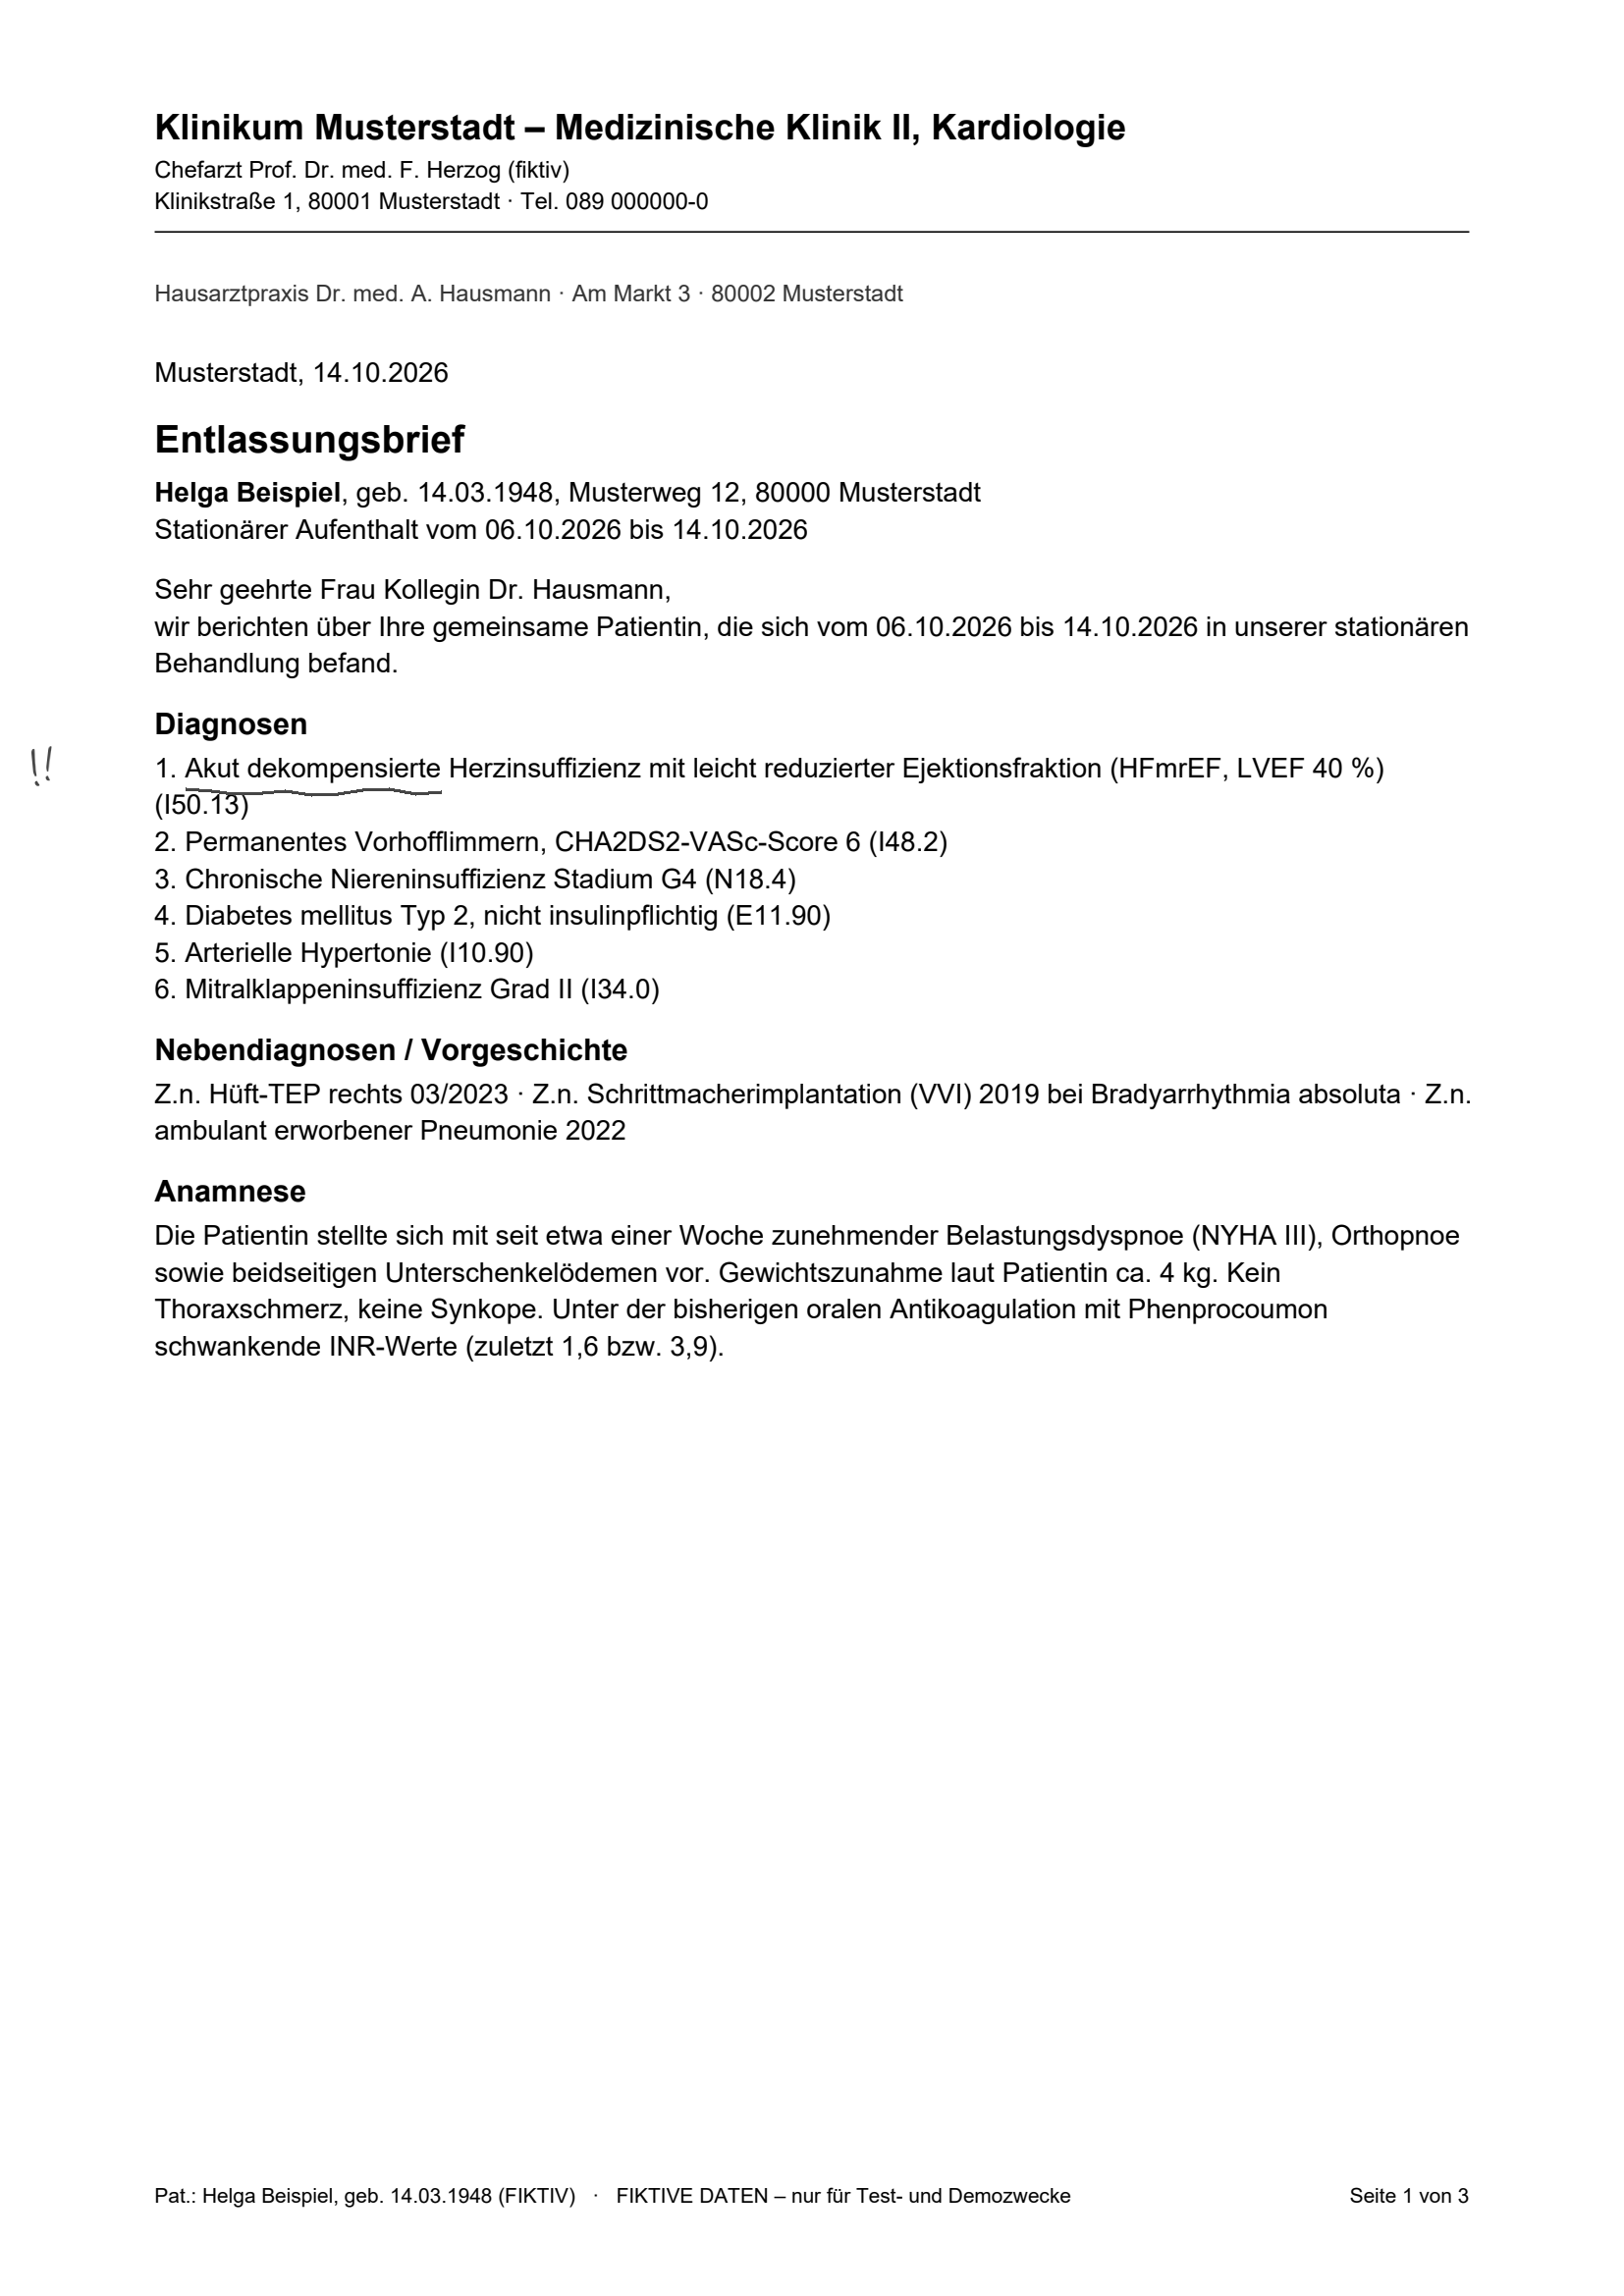 Klinikum Musterstadt – Medizinische Klinik II, Kardiologie
Chefarzt Prof. Dr. med. F. Herzog (fiktiv)
Klinikstraße 1, 80001 Musterstadt · Tel. 089 000000-0
Hausarztpraxis Dr. med. A. Hausmann · Am Markt 3 · 80002 Musterstadt
Musterstadt, 14.10.2026
Entlassungsbrief
Helga Beispiel, geb. 14.03.1948, Musterweg 12, 80000 Musterstadt
Stationärer Aufenthalt vom 06.10.2026 bis 14.10.2026
Sehr geehrte Frau Kollegin Dr. Hausmann,
wir berichten über Ihre gemeinsame Patientin, die sich vom 06.10.2026 bis 14.10.2026 in unserer stationären
Behandlung befand.
Diagnosen
!!
1. Akut dekompensierte Herzinsuffizienz mit leicht reduzierter Ejektionsfraktion (HFmrEF, LVEF 40 %)
(I50.13)
2. Permanentes Vorhofflimmern, CHA2DS2-VASc-Score 6 (I48.2)
3. Chronische Niereninsuffizienz Stadium G4 (N18.4)
4. Diabetes mellitus Typ 2, nicht insulinpflichtig (E11.90)
5. Arterielle Hypertonie (I10.90)
6. Mitralklappeninsuffizienz Grad II (I34.0)
Nebendiagnosen / Vorgeschichte
Z.n. Hüft-TEP rechts 03/2023 · Z.n. Schrittmacherimplantation (VVI) 2019 bei Bradyarrhythmia absoluta · Z.n.
ambulant erworbener Pneumonie 2022
Anamnese
Die Patientin stellte sich mit seit etwa einer Woche zunehmender Belastungsdyspnoe (NYHA III), Orthopnoe
sowie beidseitigen Unterschenkelödemen vor. Gewichtszunahme laut Patientin ca. 4 kg. Kein
Thoraxschmerz, keine Synkope. Unter der bisherigen oralen Antikoagulation mit Phenprocoumon
schwankende INR-Werte (zuletzt 1,6 bzw. 3,9).
Pat.: Helga Beispiel, geb. 14.03.1948 (FIKTIV) · FIKTIVE DATEN – nur für Test- und Demozwecke Seite 1 von 3